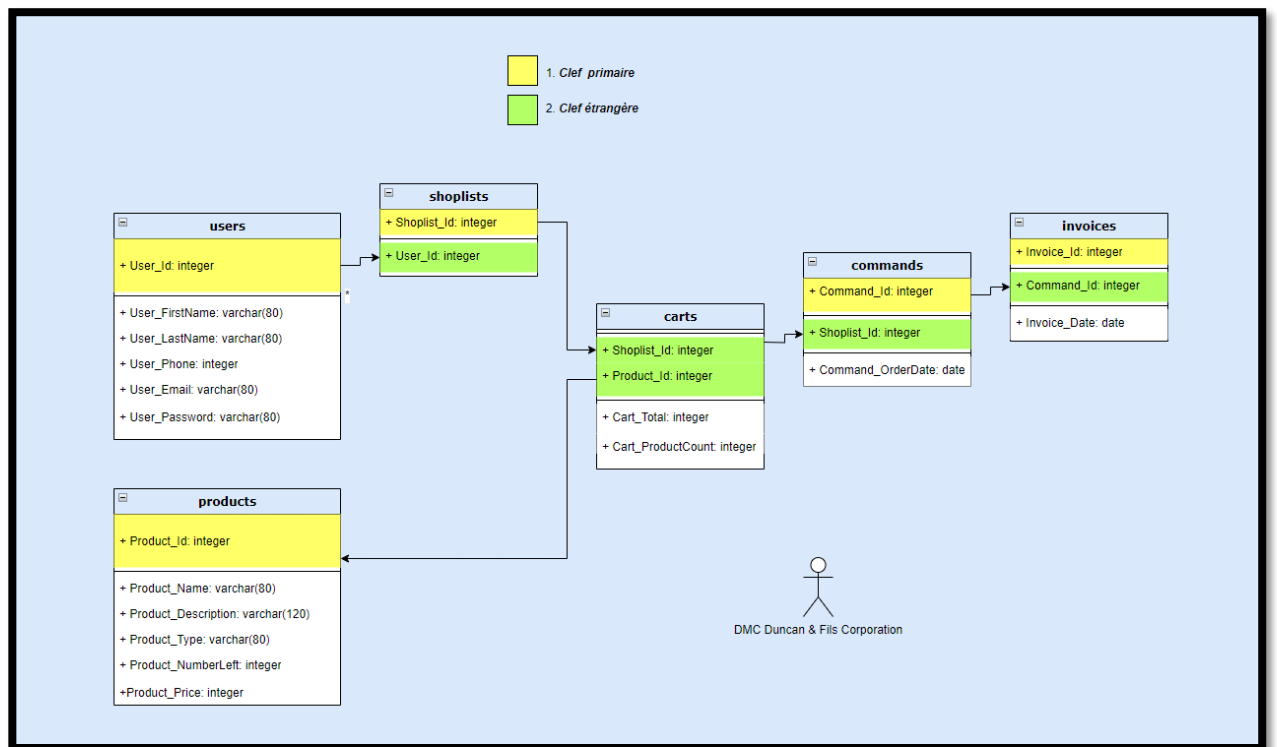 1. Clef primaire
2. Clef étrangère
users
+ User_Id: integer
*
+ User_FirstName: varchar(80)
+ User_LastName: varchar(80)
+ User_Phone: integer
+ User_Email: varchar(80)
+ User_Password: varchar(80)
shoplists
+ Shoplist_Id: integer
+ User_Id: integer
carts
+ Shoplist_Id: integer
+ Product_Id: integer
+ Cart_Total: integer
+ Cart_ProductCount: integer
commands
+ Command_Id: integer
+ Shoplist_Id: integer
+ Command_OrderDate: date
invoices
+ Invoice_Id: integer
+ Command_Id: integer
+ Invoice_Date: date
products
+ Product_Id: integer
+ Product_Name: varchar(80)
+ Product_Description: varchar(120)
+ Product_Type: varchar(80)
+ Product_NumberLeft: integer
+Product_Price: integer
DMC Duncan & Fils Corporation